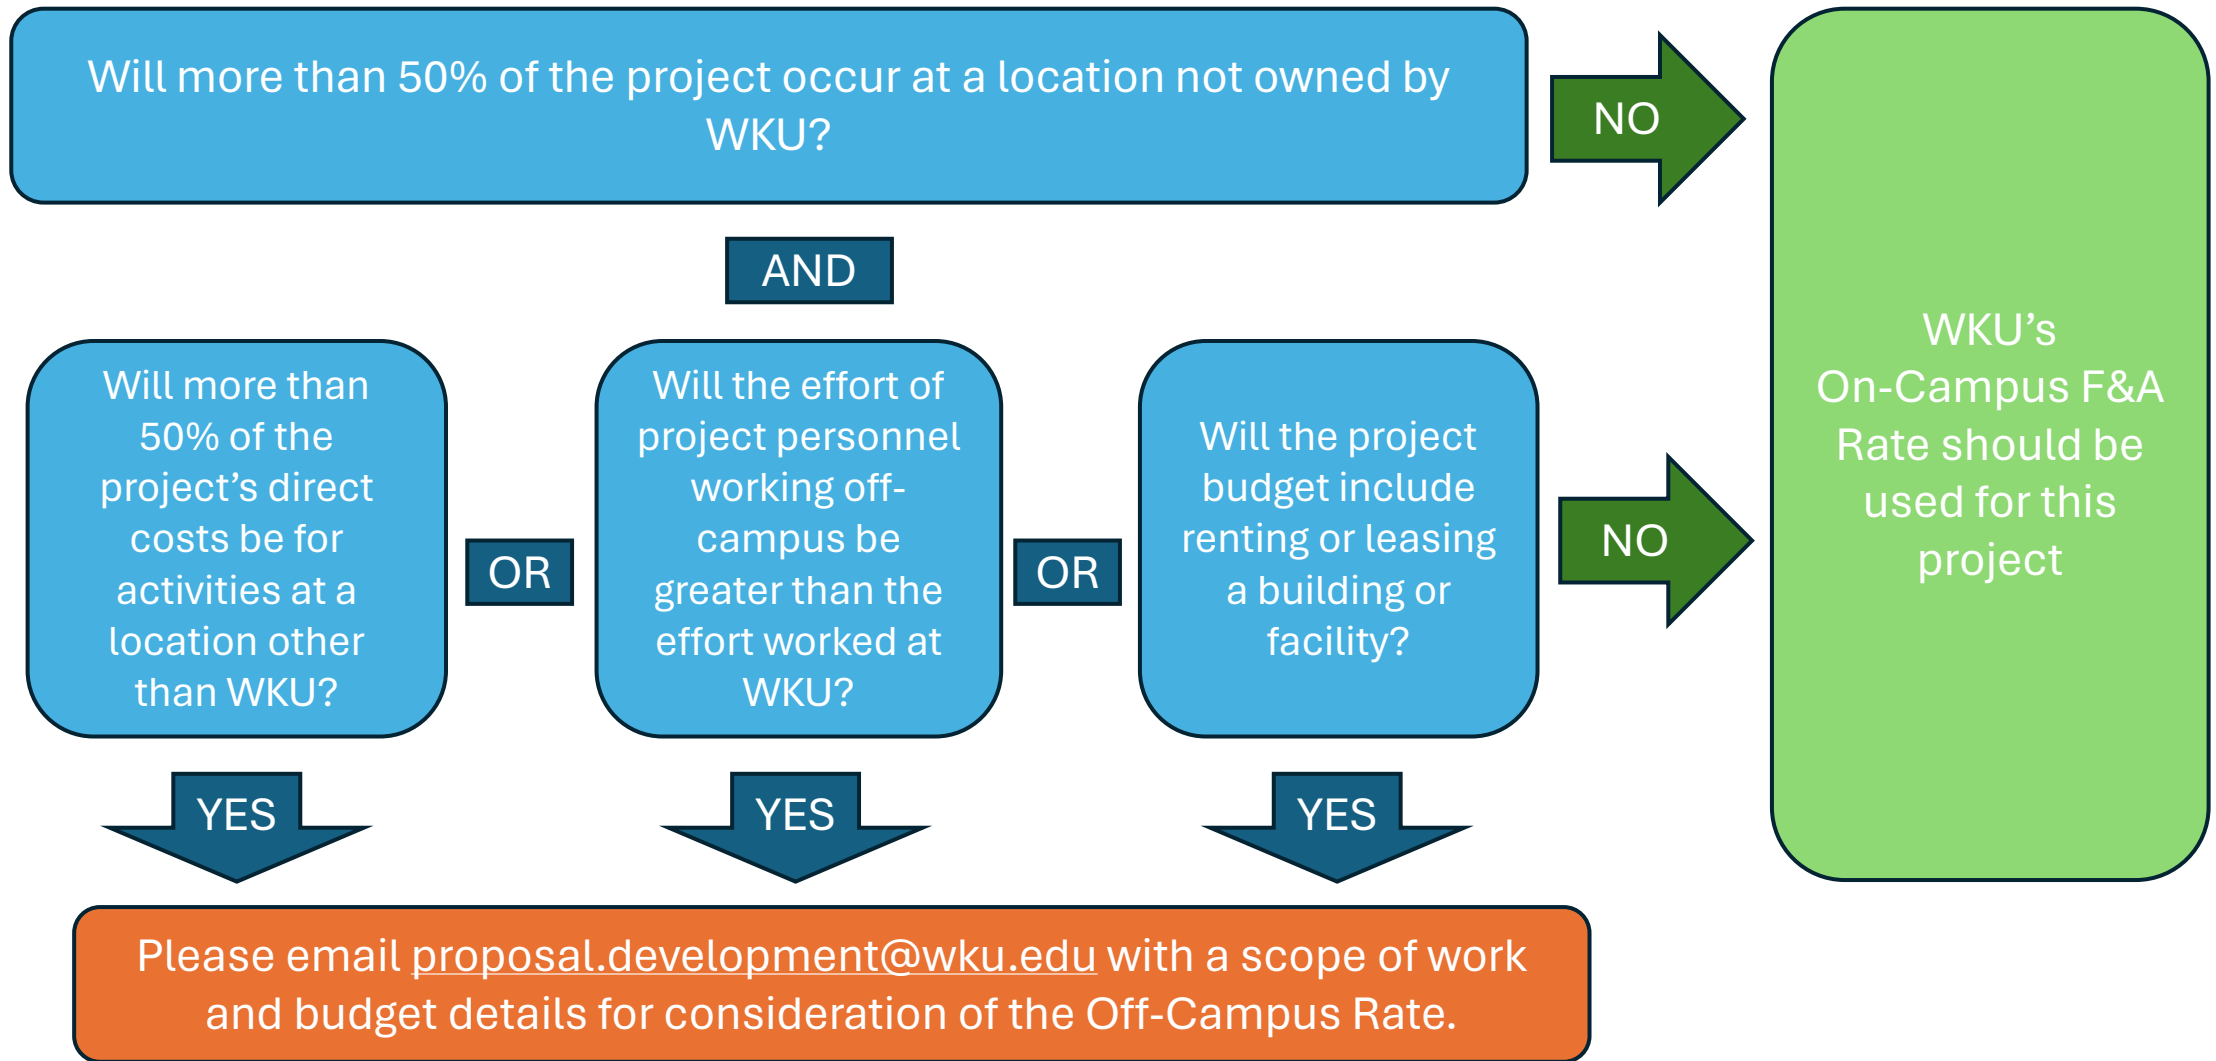 Will more than 50% of the project occur at a location not owned by
WKU?
NO
AND
Will more than
50% of the
project's direct
costs be for
activities at a
location other
than WKU?
OR
Will the effort of
project personnel
working off-
campus be
greater than the
effort worked at
WKU?
OR
Will the project
budget include
renting or leasing
a building or
facility?
NO
WKU's
On-Campus F&A
Rate should be
used for this
project
YES
YES
YES
Please email proposal.development@wku.edu with a scope of work
and budget details for consideration of the Off-Campus Rate.